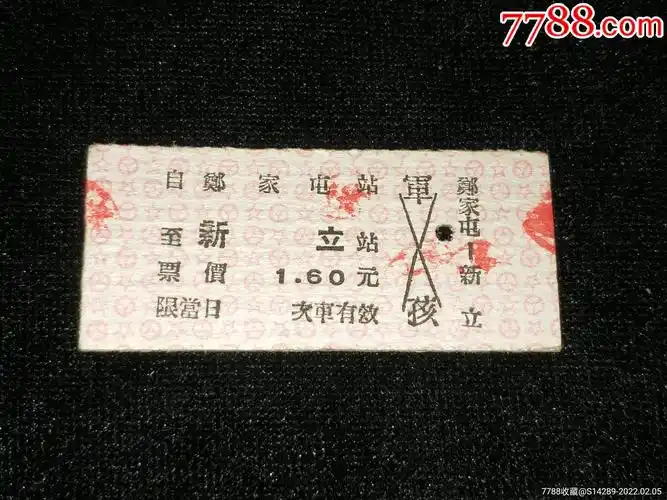 7788.com
自鄭家屯站
至新立站
票價1.60元
限當日 次車有效
軍
孩
鄭家屯—新立
7788收藏@S14289-2022.02.05